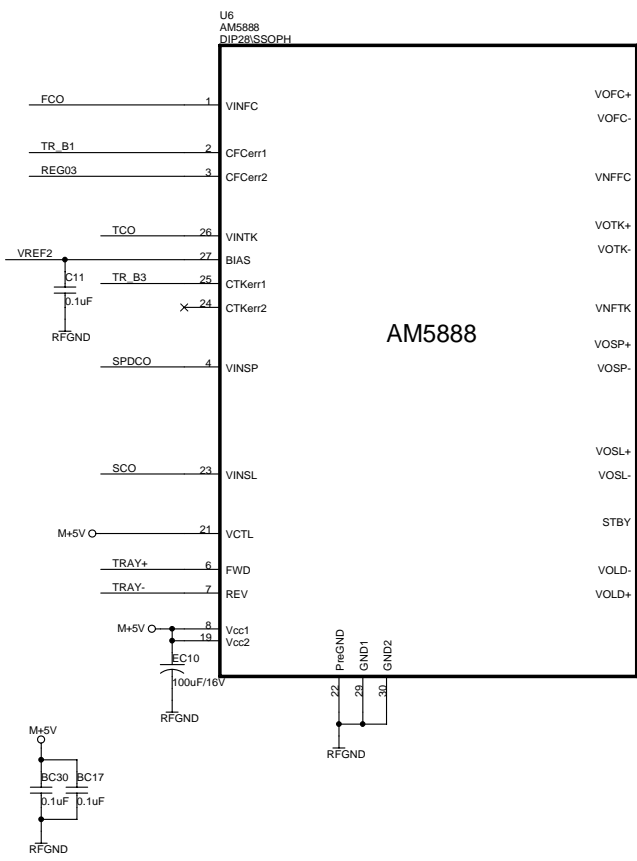 U6
AM5888
DIP28\SSOPH
FCO 1 VINFC
VOFC+
VOFC-
TR_B1 2 CFCerr1
REG03 3 CFCerr2
VNFFC
TCO 26 VINTK
VOTK+
VREF2 27 BIAS
VOTK-
C11
0.1uF
RFGND
TR_B3 25 CTKerr1
24 CTKerr2
VNFTK
AM5888
VOSP+
SPDCO 4 VINSP
VOSP-
VOSL+
SCO 23 VINSL
VOSL-
STBY
M+5V 21 VCTL
TRAY+ 6 FWD
VOLD-
TRAY- 7 REV
VOLD+
M+5V 8 Vcc1
19 Vcc2
EC10
100uF/16V
RFGND
PreGND
GND1
GND2
22
29
30
RFGND
M+5V
BC30 BC17
0.1uF 0.1uF
RFGND